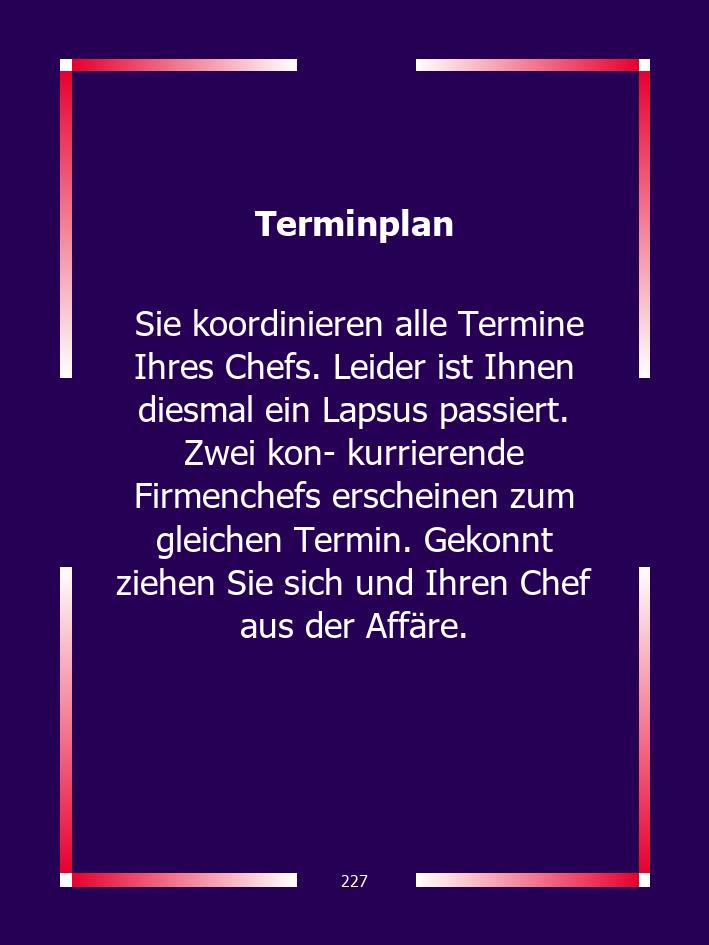 Terminplan
Sie koordinieren alle Termine
Ihres Chefs. Leider ist Ihnen
diesmal ein Lapsus passiert.
Zwei kon- kurrierende
Firmenchefs erscheinen zum
gleichen Termin. Gekonnt
ziehen Sie sich und Ihren Chef
aus der Affäre.
227